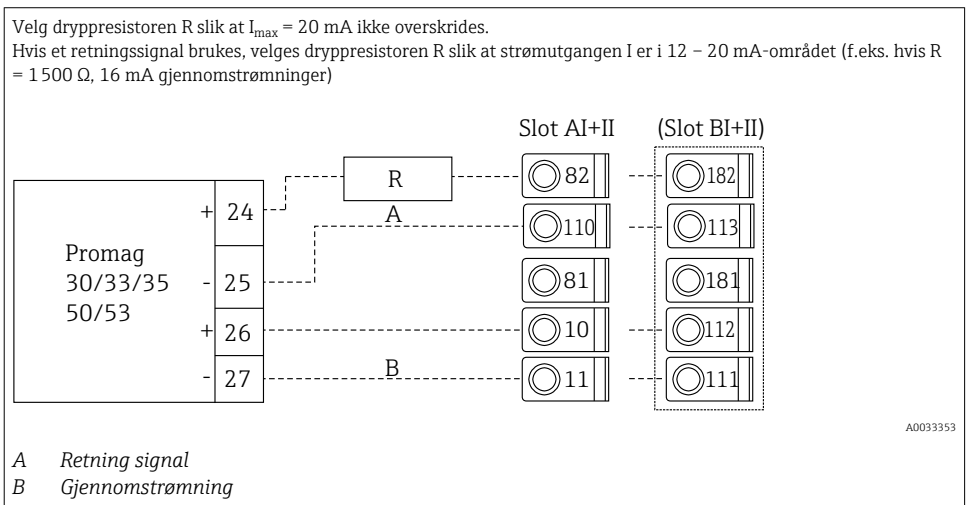 Velg dryppresistoren R slik at Imax = 20 mA ikke overskrides.
Hvis et retningssignal brukes, velges dryppresistoren R slik at strømutgangen I er i 12 – 20 mA-området (f.eks. hvis R
= 1 500 Ω, 16 mA gjennomstrømninger)
Slot AI+II (Slot BI+II)
R 82 182
+ 24 A 110 113
Promag
30/33/35
50/53
- 25 81 181
+ 26 10 112
- 27 B 11 111
A0033353
A Retning signal
B Gjennomstrømning